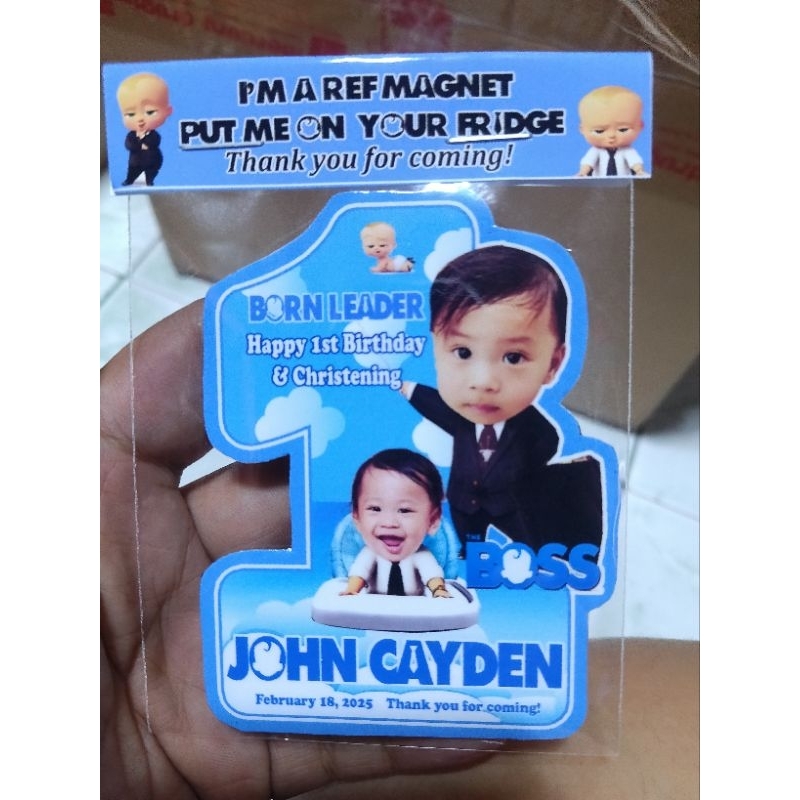 I'M A REF MAGNET
PUT ME ON YOUR FRIDGE
Thank you for coming!
BORN LEADER
Happy 1st Birthday
& Christening
THE
BOSS
JOHN CAYDEN
February 18, 2025 Thank you for coming!